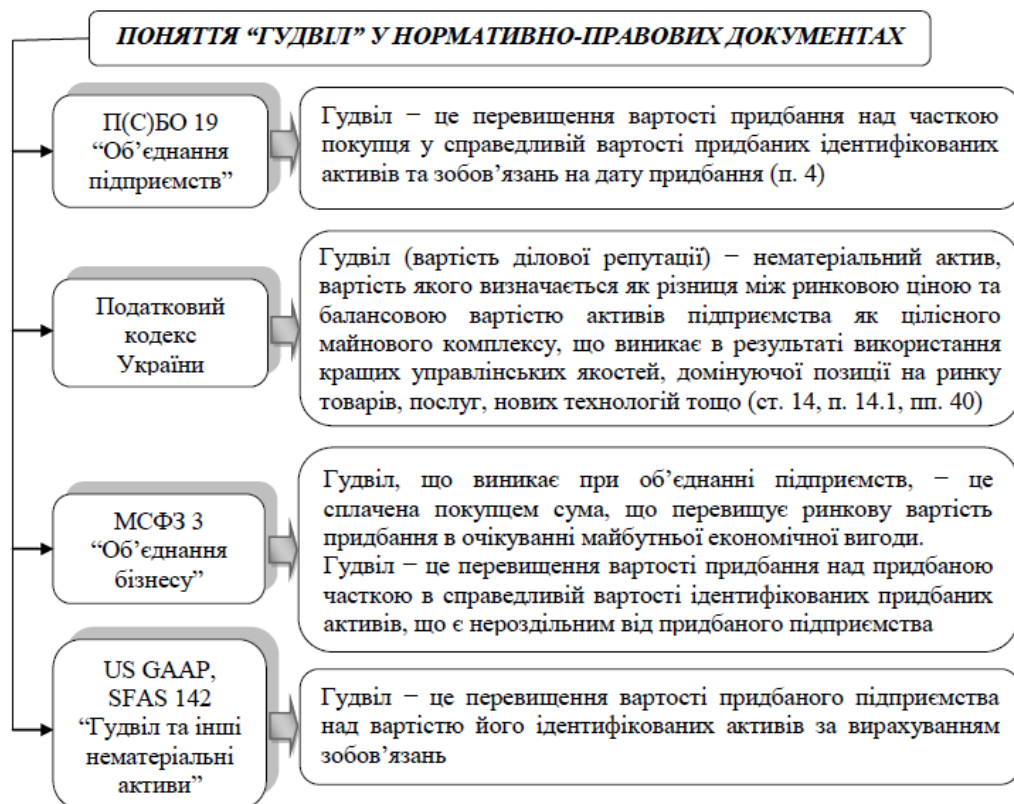 ПОНЯТТЯ “ГУДВІЛ” У НОРМАТИВНО-ПРАВОВИХ ДОКУМЕНТАХ
П(С)БО 19
“Об’єднання
підприємств”
Гудвіл − це перевищення вартості придбання над часткою
покупця у справедливій вартості придбаних ідентифікованих
активів та зобов’язань на дату придбання (п. 4)
Податковий
кодекс
України
Гудвіл (вартість ділової репутації) − нематеріальний актив,
вартість якого визначається як різниця між ринковою ціною та
балансовою вартістю активів підприємства як цілісного
майнового комплексу, що виникає в результаті використання
кращих управлінських якостей, домінуючої позиції на ринку
товарів, послуг, нових технологій тощо (ст. 14, п. 14.1, пп. 40)
МСФЗ 3
“Об’єднання
бізнесу”
Гудвіл, що виникає при об’єднанні підприємств, − це
сплачена покупцем сума, що перевищує ринкову вартість
придбання в очікуванні майбутньої економічної вигоди.
Гудвіл − це перевищення вартості придбання над придбаною
часткою в справедливій вартості ідентифікованих придбаних
активів, що є нероздільним від придбаного підприємства
US GAAP,
SFAS 142
“Гудвіл та інші
нематеріальні
активи”
Гудвіл − це перевищення вартості придбаного підприємства
над вартістю його ідентифікованих активів за вирахуванням
зобов’язань